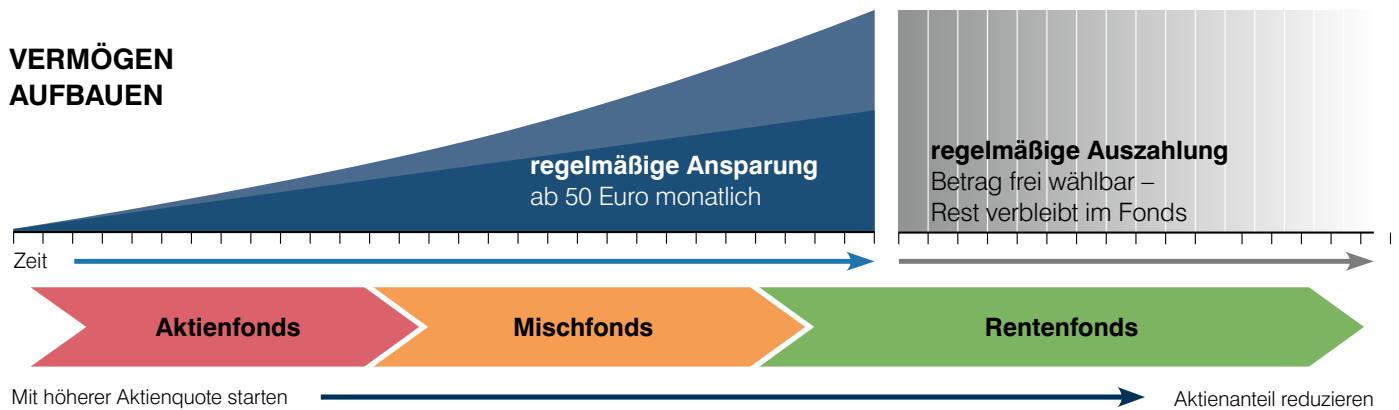 VERMÖGEN
AUFBAUEN
regelmäßige Ansparung
ab 50 Euro monatlich
regelmäßige Auszahlung
Betrag frei wählbar –
Rest verbleibt im Fonds
Zeit
Aktienfonds
Mischfonds
Rentenfonds
Mit höherer Aktienquote starten
Aktienanteil reduzieren